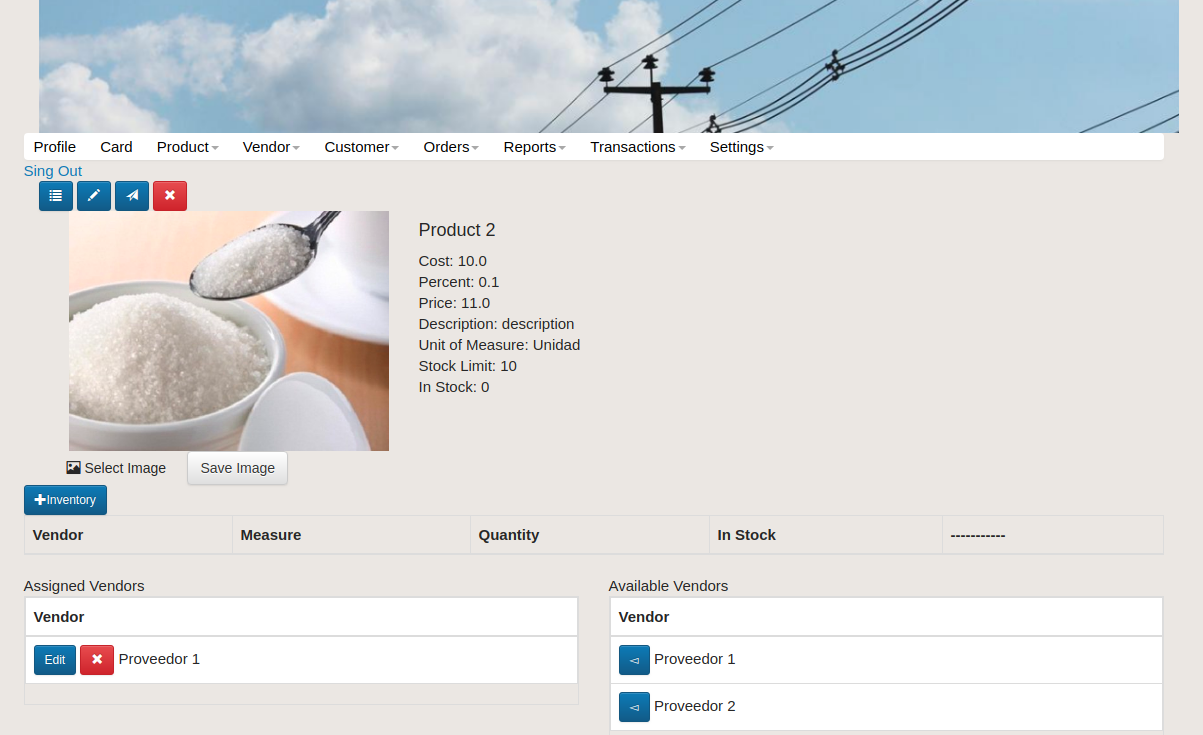 Profile Card Product Vendor Customer Orders Reports Transactions Settings
Sing Out
Product 2
Cost: 10.0
Percent: 0.1
Price: 11.0
Description: description
Unit of Measure: Unidad
Stock Limit: 10
In Stock: 0
Select Image Save Image
Inventory
Vendor Measure Quantity In Stock -----------
Assigned Vendors
Vendor
Edit Proveedor 1
Available Vendors
Vendor
Proveedor 1
Proveedor 2